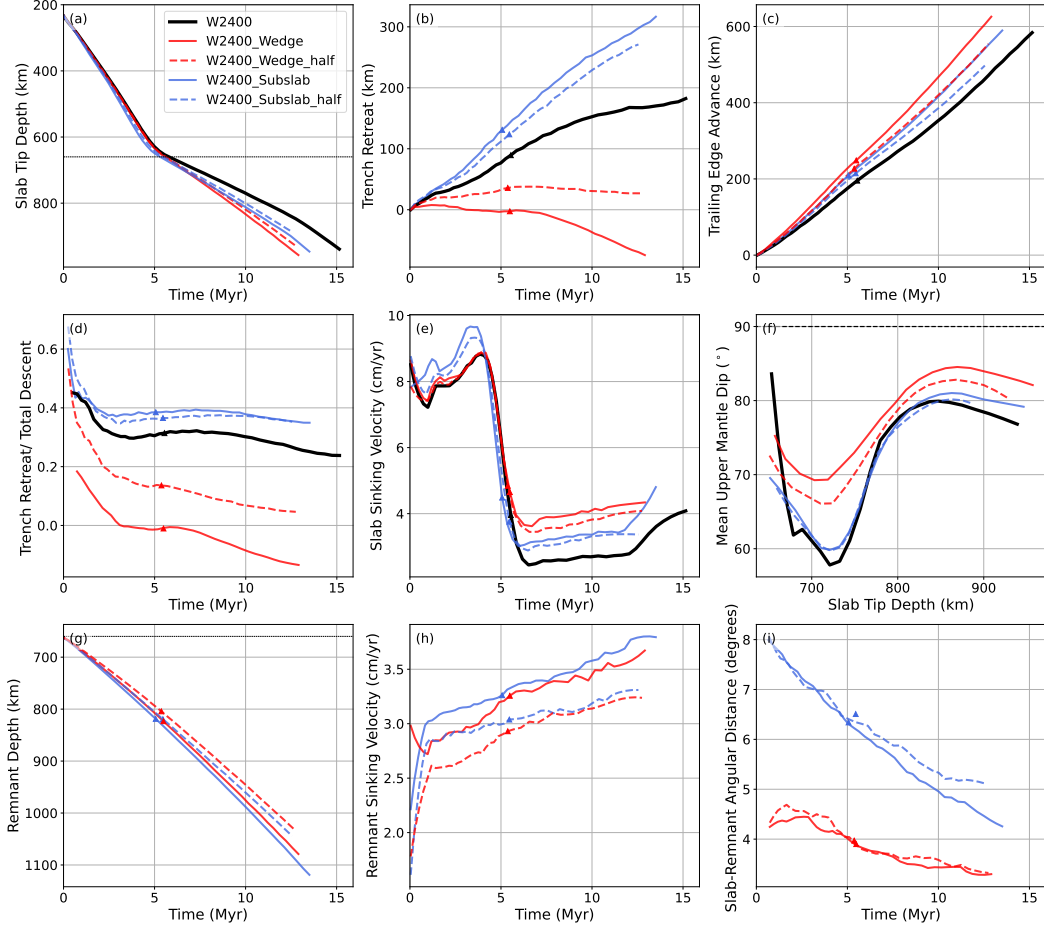 (a)
W2400
W2400_Wedge
W2400_Wedge_half
W2400_Subslab
W2400_Subslab_half
200
400
600
800
Slab Tip Depth (km)
0
5
10
15
Time (Myr)
(b)
300
200
100
0
Trench Retreat (km)
0
5
10
15
Time (Myr)
(c)
600
400
200
0
Trailing Edge Advance (km)
0
5
10
15
Time (Myr)
(d)
0.6
0.4
0.2
0.0
Trench Retreat/ Total Descent
0
5
10
15
Time (Myr)
(e)
10
8
6
4
Slab Sinking Velocity (cm/yr)
0
5
10
15
Time (Myr)
(f)
90
80
70
60
Mean Upper Mantle Dip (°)
700
800
900
Slab Tip Depth (km)
(g)
700
800
900
1000
1100
Remnant Depth (km)
0
5
10
15
Time (Myr)
(h)
3.5
3.0
2.5
2.0
Remnant Sinking Velocity (cm/yr)
0
5
10
15
Time (Myr)
(i)
8
7
6
5
4
Slab-Remnant Angular Distance (degrees)
0
5
10
15
Time (Myr)